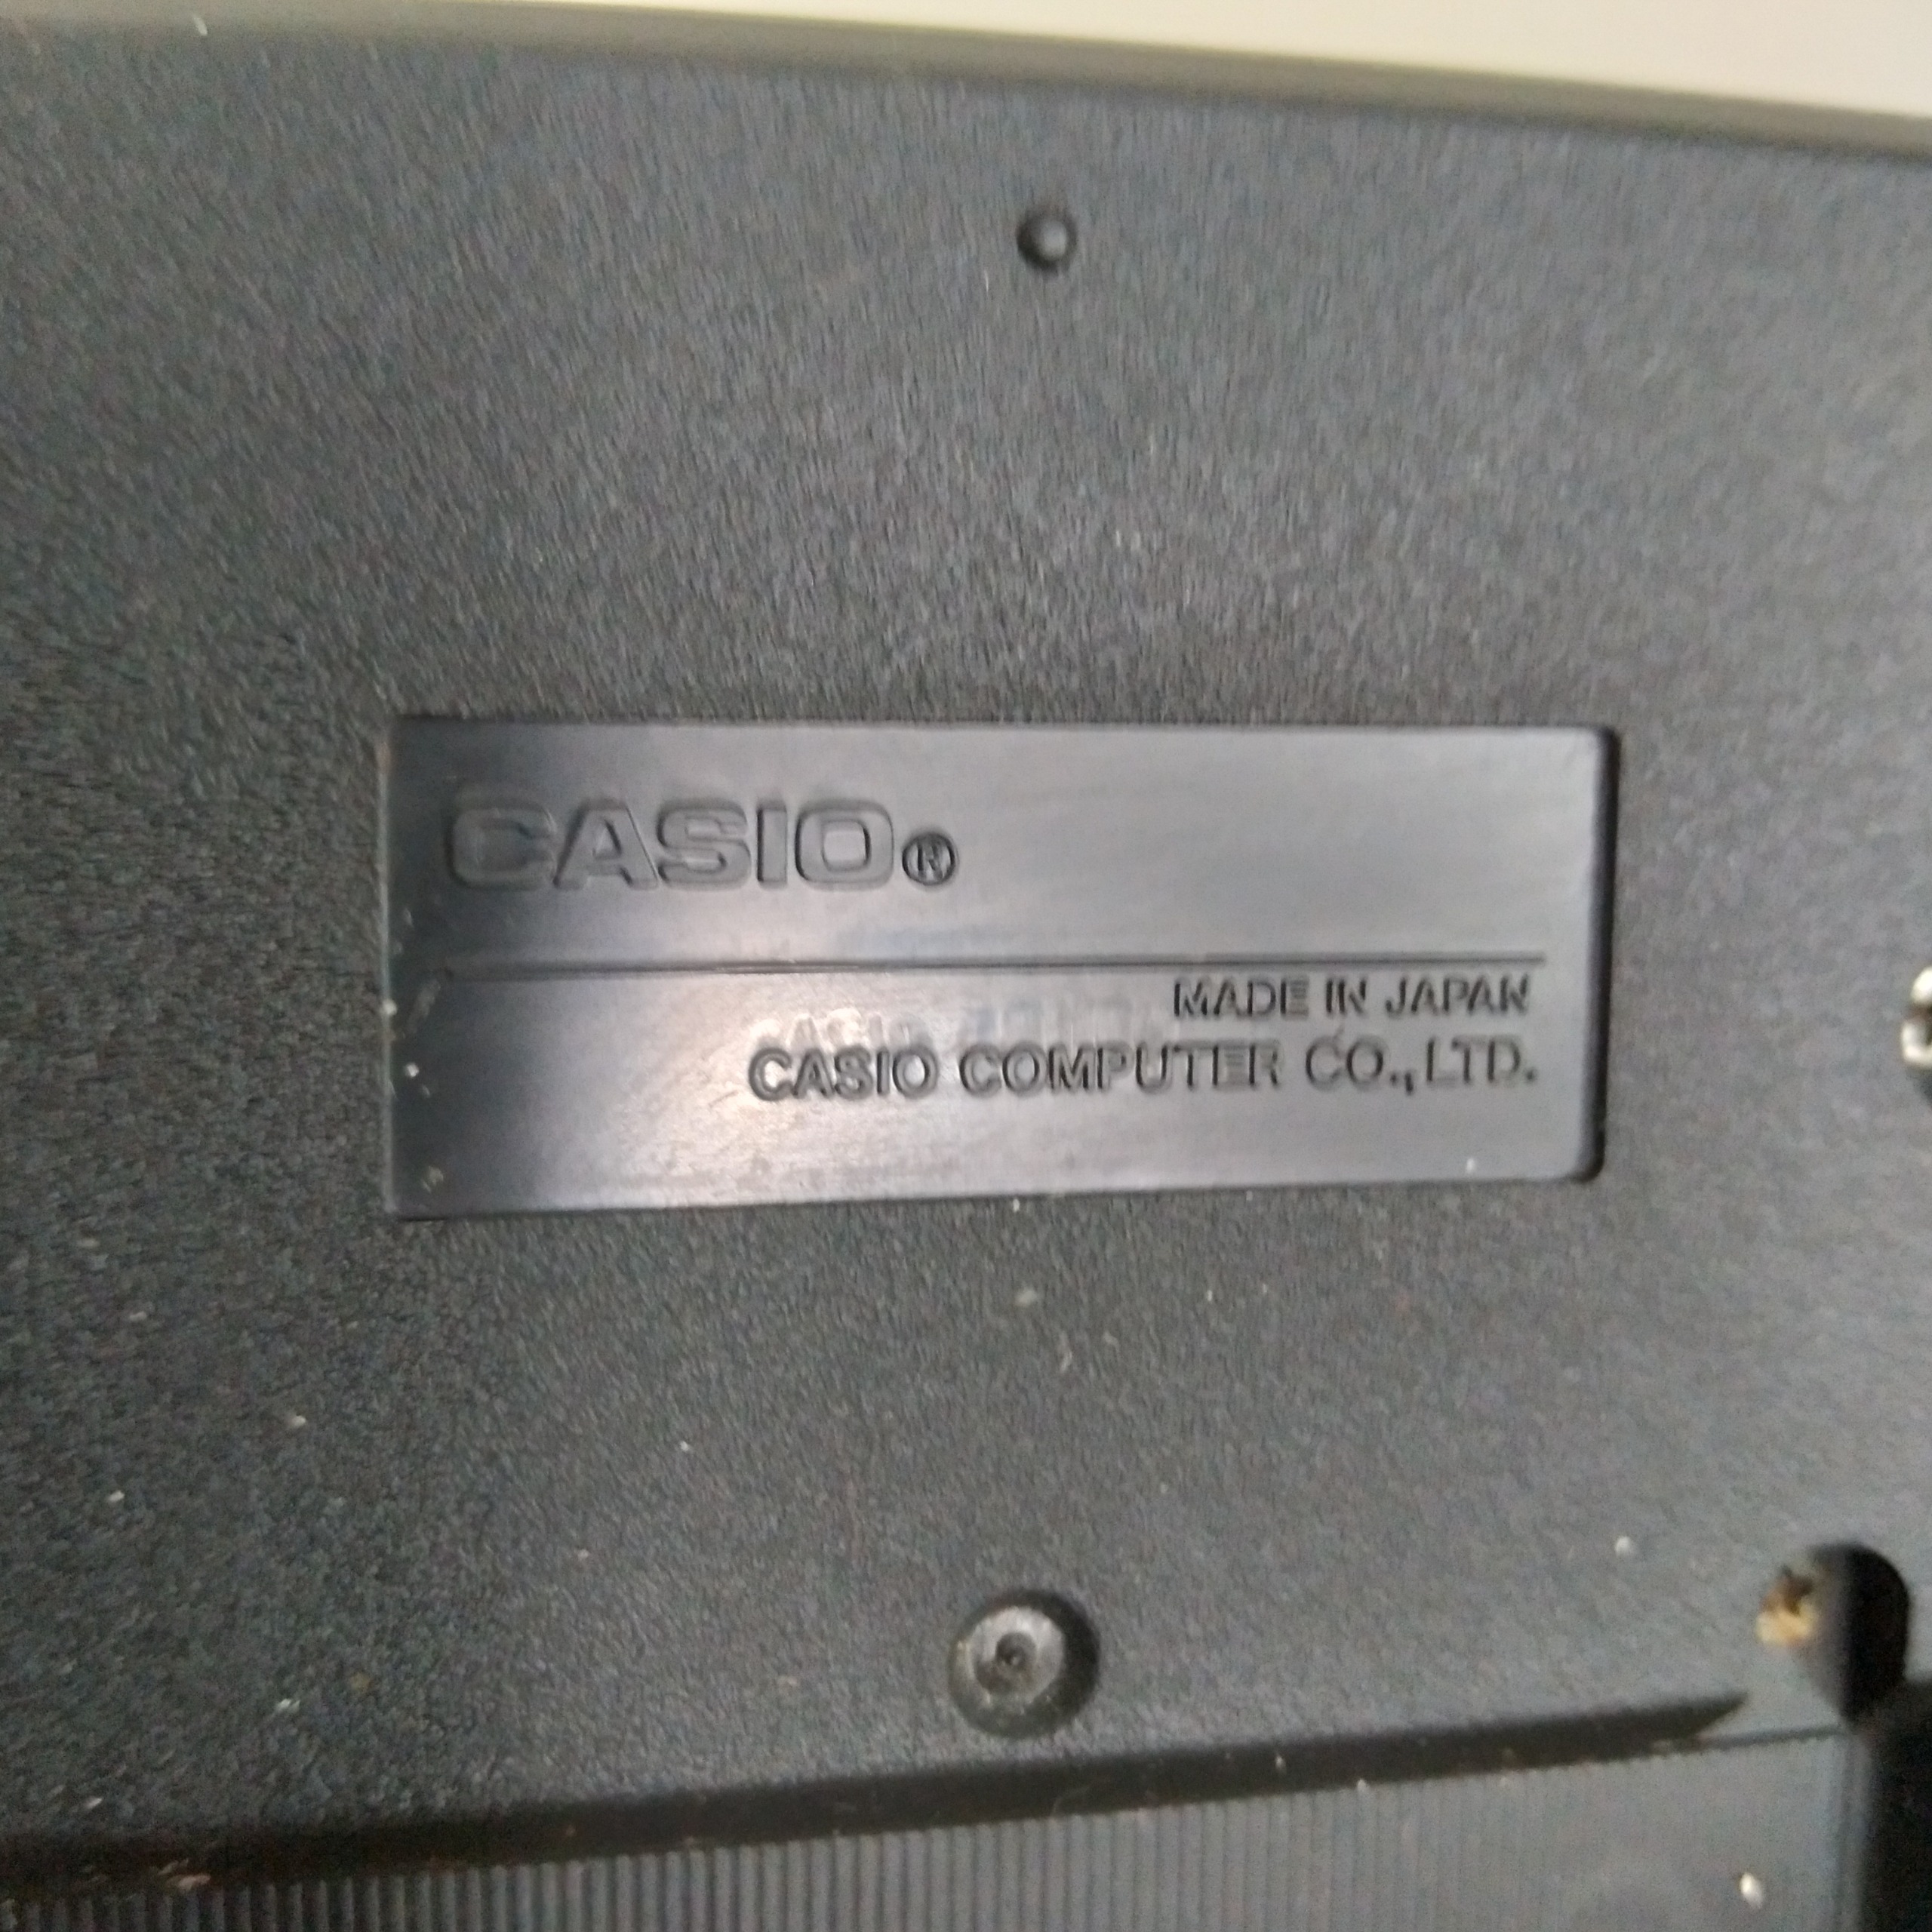 CASIO®
MADE IN JAPAN
CASIO COMPUTER CO.,LTD.